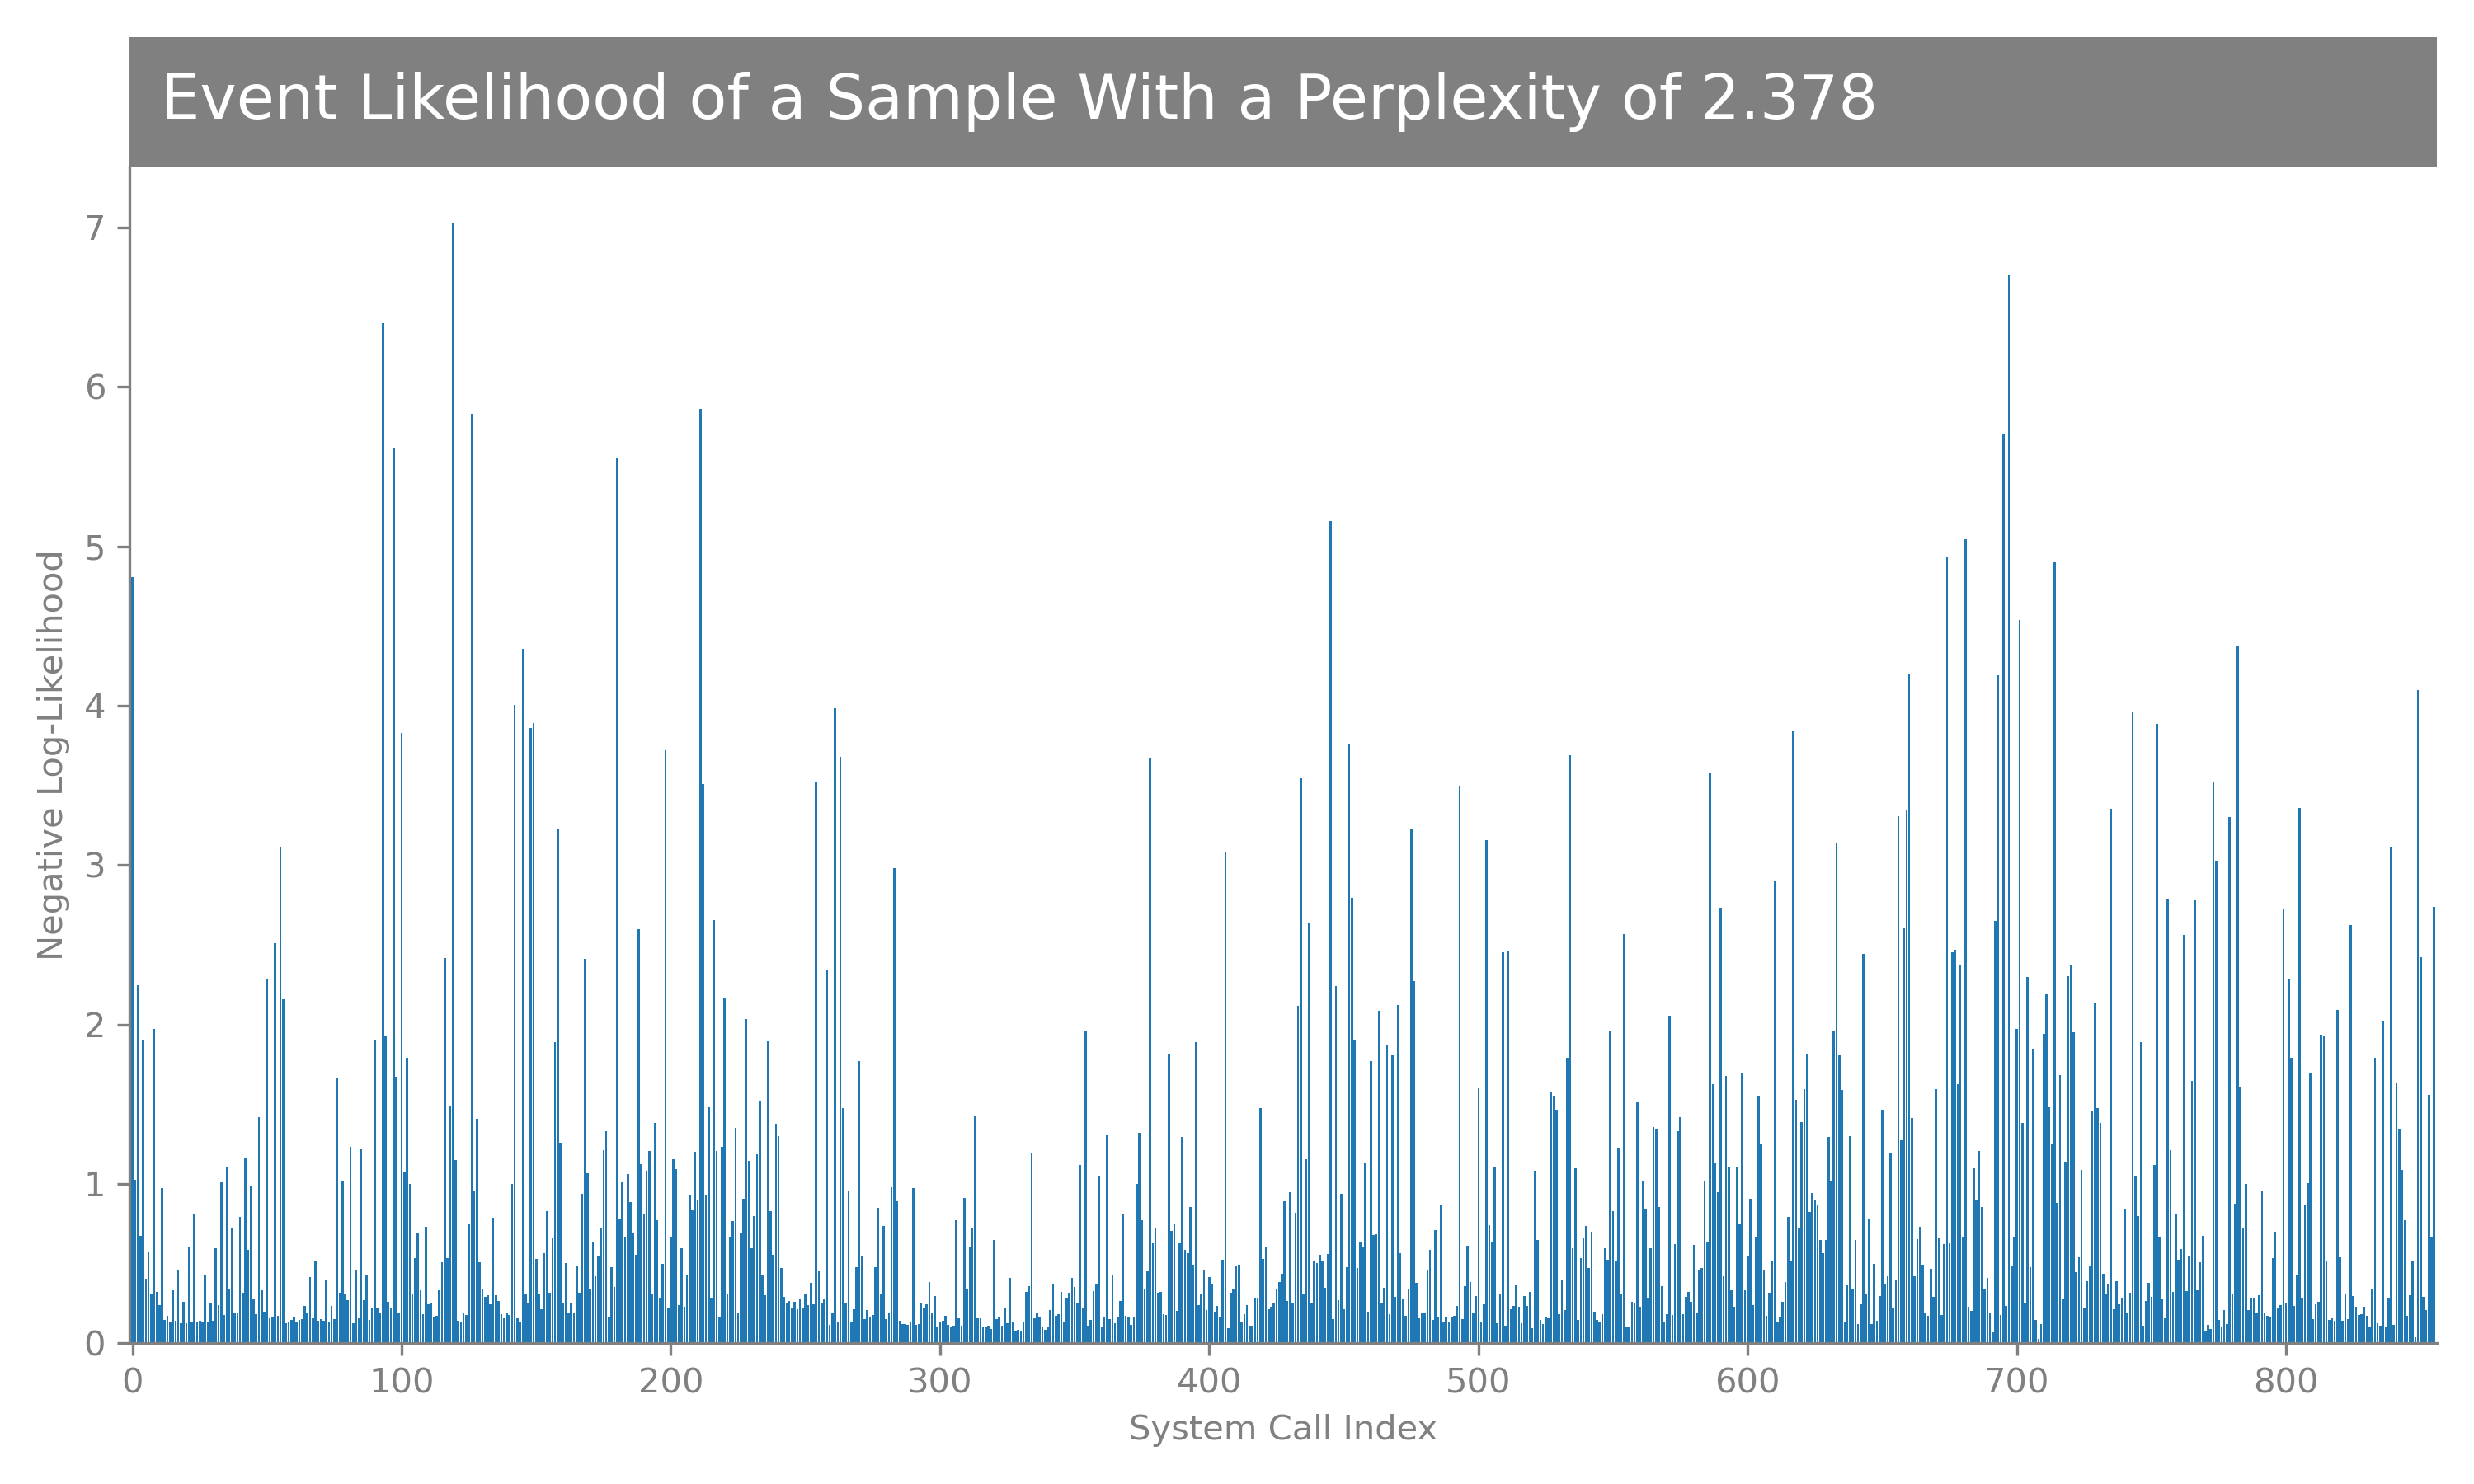 Event Likelihood of a Sample With a Perplexity of 2.378
Negative Log-Likelihood
7
6
5
4
3
2
1
0
0 100 200 300 400 500 600 700 800
System Call Index